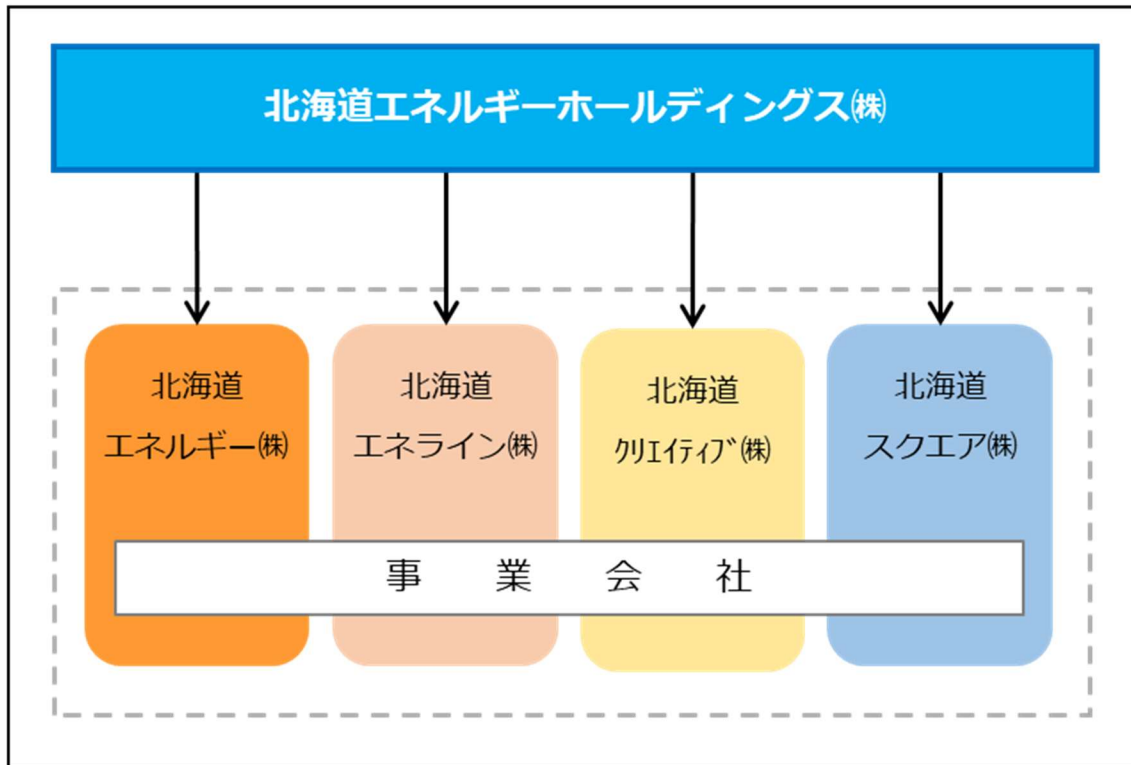 北海道エネルギーホールディングス㈱
北海道
エネルギー㈱
北海道
エネライン㈱
北海道
ｸﾘｴｲﾃｨﾌﾞ㈱
北海道
スクエア㈱
事　業　会　社